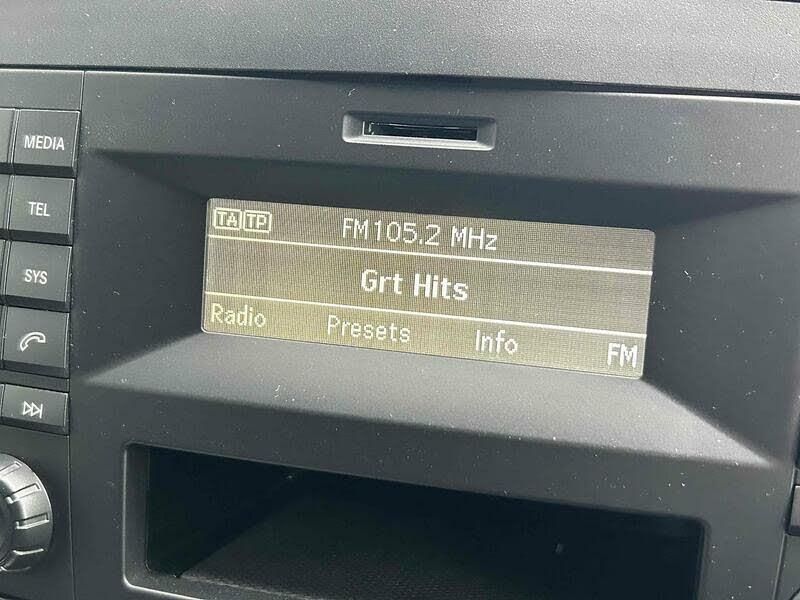 MEDIA
TEL
SYS
TA TP FM105.2 MHz
Grt Hits
Radio Presets Info FM